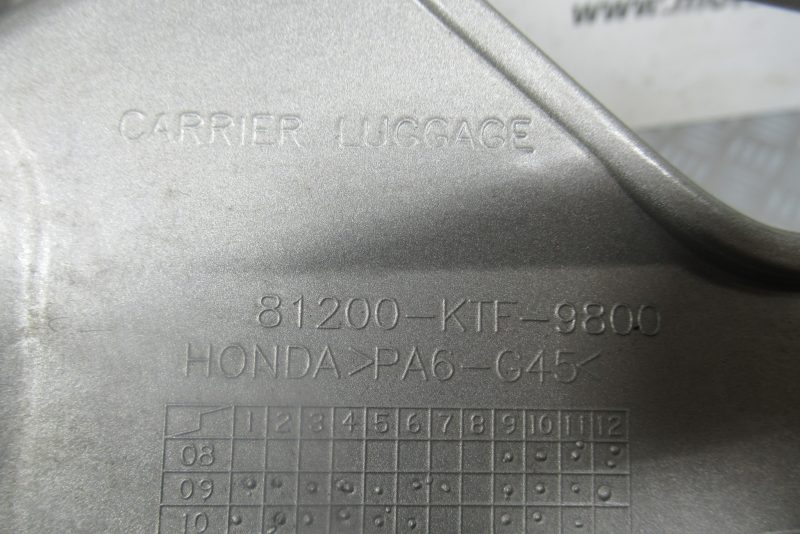 CARRIER LUGGAGE
81200-KTF-9800
HONDA >PA6-G45<
1 2 3 4 5 6 7 8 9 10 11 12
08
09
10